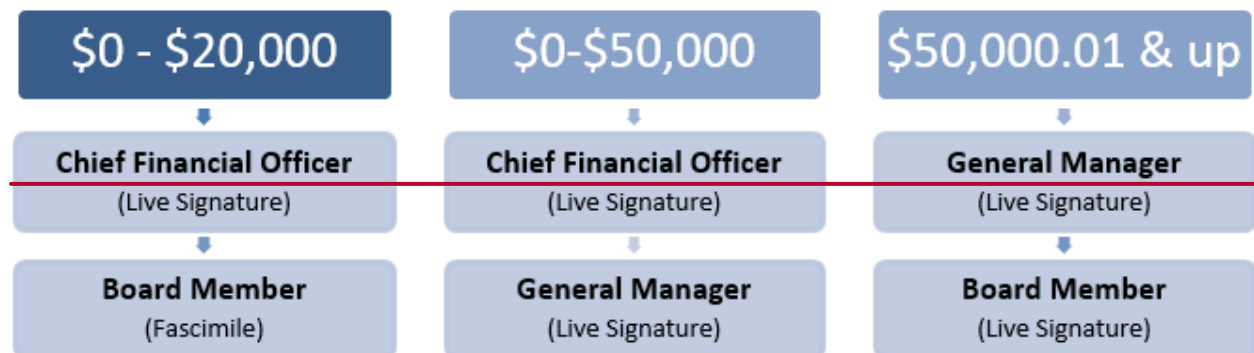 $0 - $20,000
Chief Financial Officer
(Live Signature)
Board Member
(Fascimile)
$0-$50,000
Chief Financial Officer
(Live Signature)
General Manager
(Live Signature)
$50,000.01 & up
General Manager
(Live Signature)
Board Member
(Live Signature)